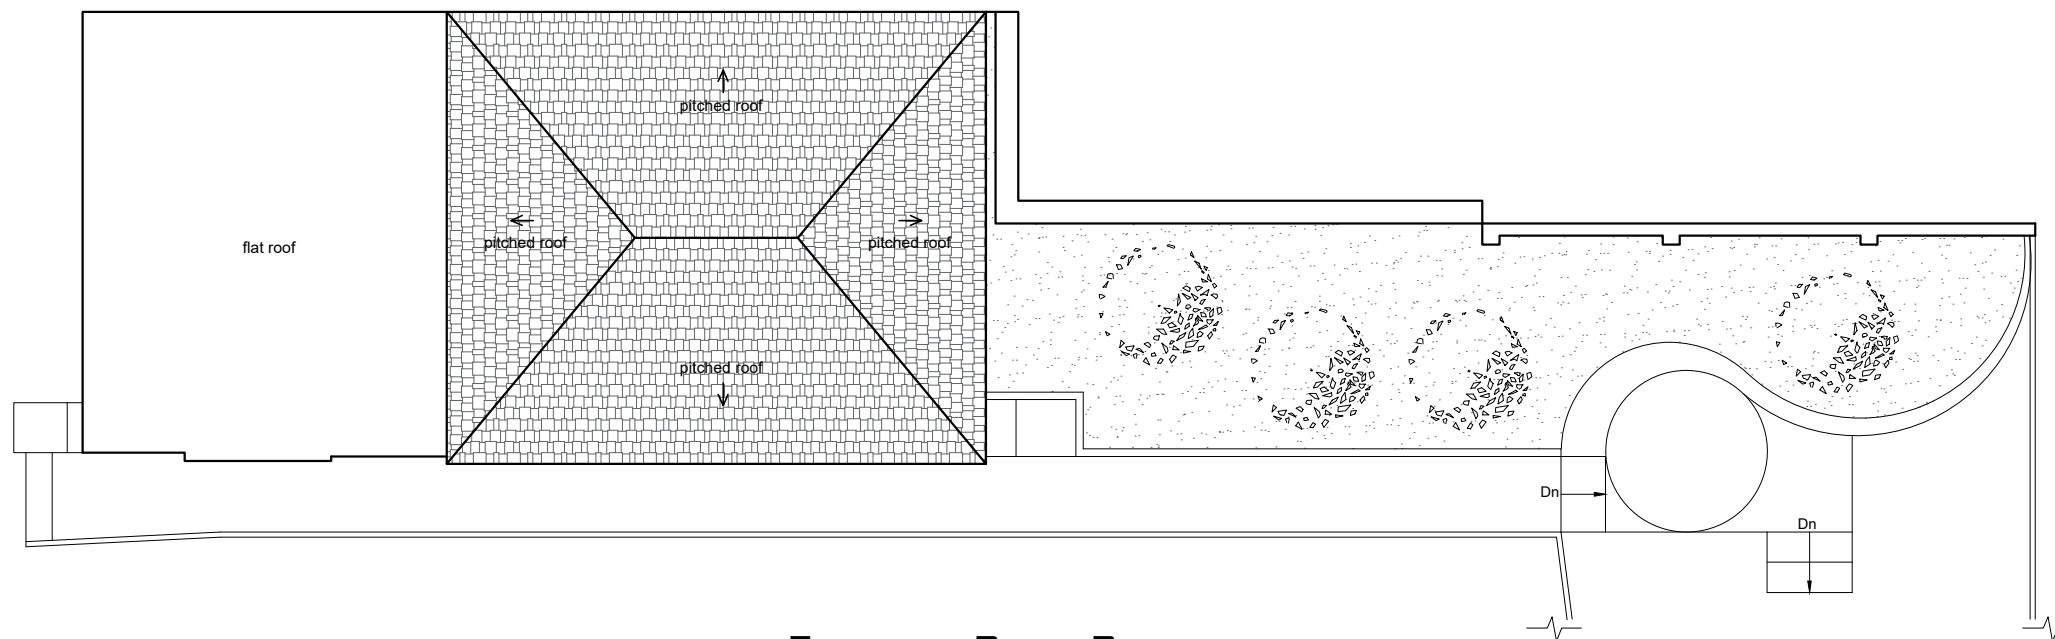 pitched roof
flat roof
pitched roof
pitched roof
pitched roof
Dn
Dn